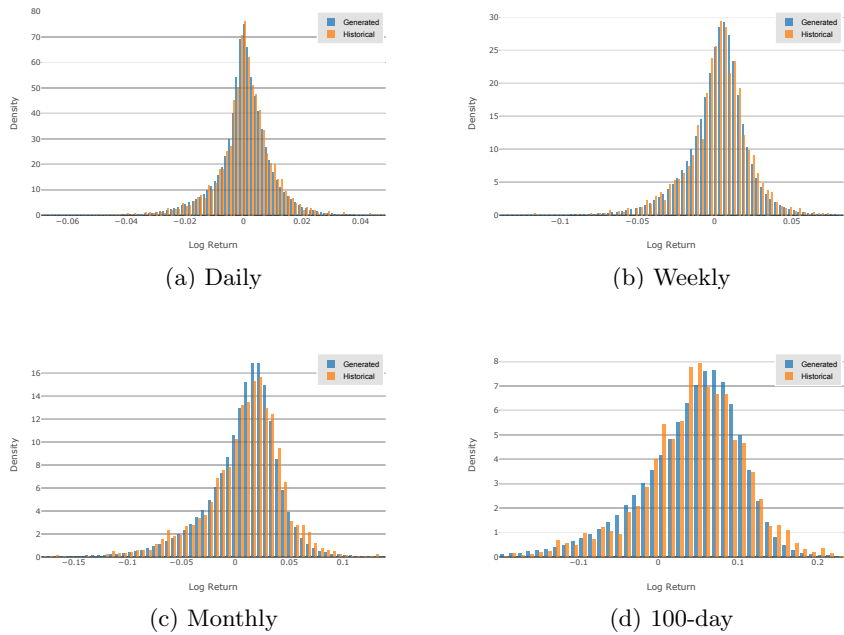 80
70
60
50
40
30
20
10
0
Density
−0.06
−0.04
−0.02
0
0.02
0.04
Log Return
Generated
Historical
(a) Daily
30
25
20
15
10
5
0
Density
−0.1
−0.05
0
0.05
Log Return
Generated
Historical
(b) Weekly
16
14
12
10
8
6
4
2
0
Density
−0.15
−0.1
−0.05
0
0.05
0.1
Log Return
Generated
Historical
(c) Monthly
8
7
6
5
4
3
2
1
0
Density
−0.1
0
0.1
0.2
Log Return
Generated
Historical
(d) 100-day